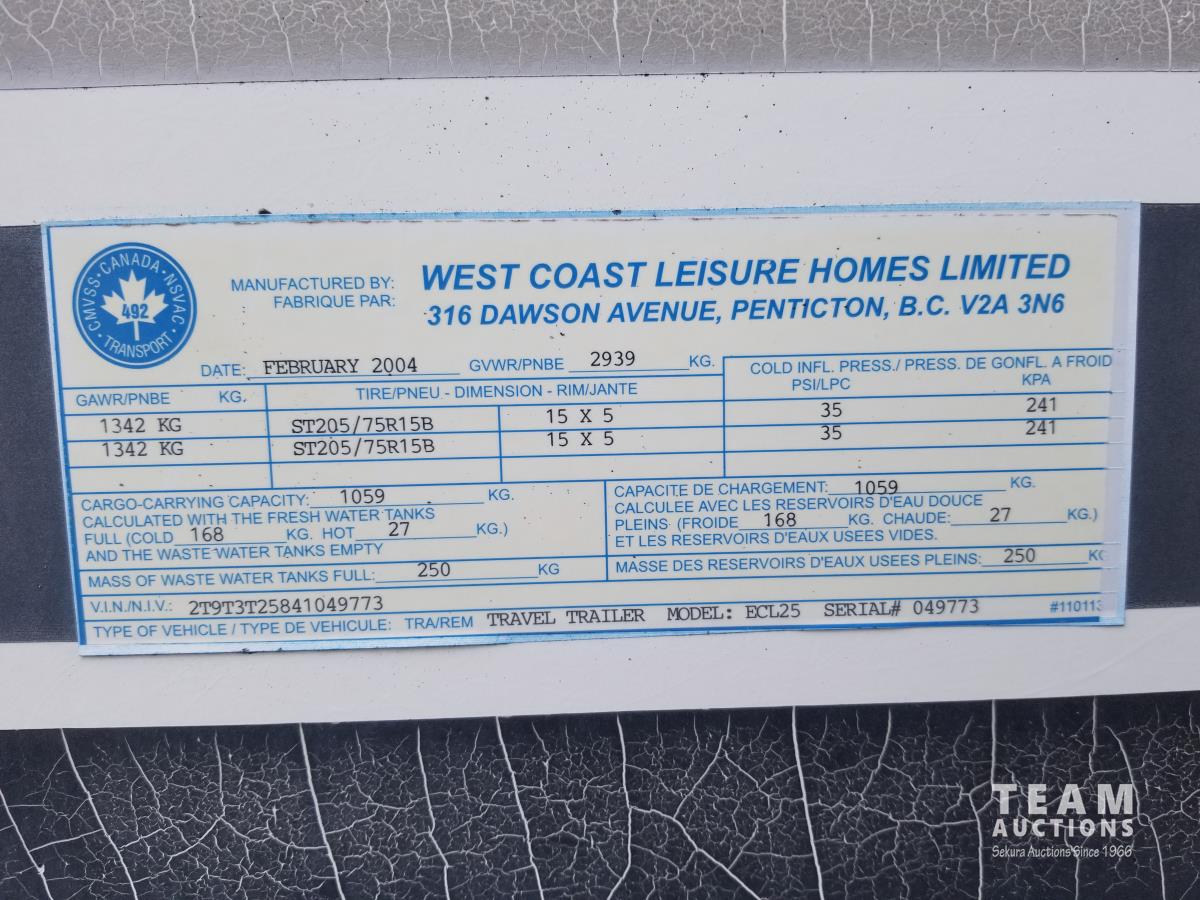 CANADA
CMVSS · NSVAC
492
TRANSPORT
MANUFACTURED BY: WEST COAST LEISURE HOMES LIMITED
FABRIQUE PAR: 316 DAWSON AVENUE, PENTICTON, B.C. V2A 3N6
DATE: FEBRUARY 2004 GVWR/PNBE 2939 KG.
COLD INFL. PRESS./ PRESS. DE GONFL. A FROID
GAWR/PNBE KG. TIRE/PNEU - DIMENSION - RIM/JANTE PSI/LPC KPA
1342 KG ST205/75R15B 15 X 5 35 241
1342 KG ST205/75R15B 15 X 5 35 241
CARGO-CARRYING CAPACITY: 1059 KG.
CALCULATED WITH THE FRESH WATER TANKS
FULL (COLD 168 KG. HOT 27 KG.)
AND THE WASTE WATER TANKS EMPTY
MASS OF WASTE WATER TANKS FULL: 250 KG
CAPACITE DE CHARGEMENT: 1059 KG.
CALCULEE AVEC LES RESERVOIRS D'EAU DOUCE
PLEINS (FROIDE 168 KG. CHAUDE: 27 KG.)
ET LES RESERVOIRS D'EAUX USEES VIDES.
MASSE DES RESERVOIRS D'EAUX USEES PLEINS: 250 KG
V.I.N./N.I.V.: 2T9T3T25841049773
TYPE OF VEHICLE / TYPE DE VEHICULE: TRA/REM TRAVEL TRAILER MODEL: ECL25 SERIAL# 049773 #110113
TEAM
AUCTIONS
Sekura Auctions Since 1966